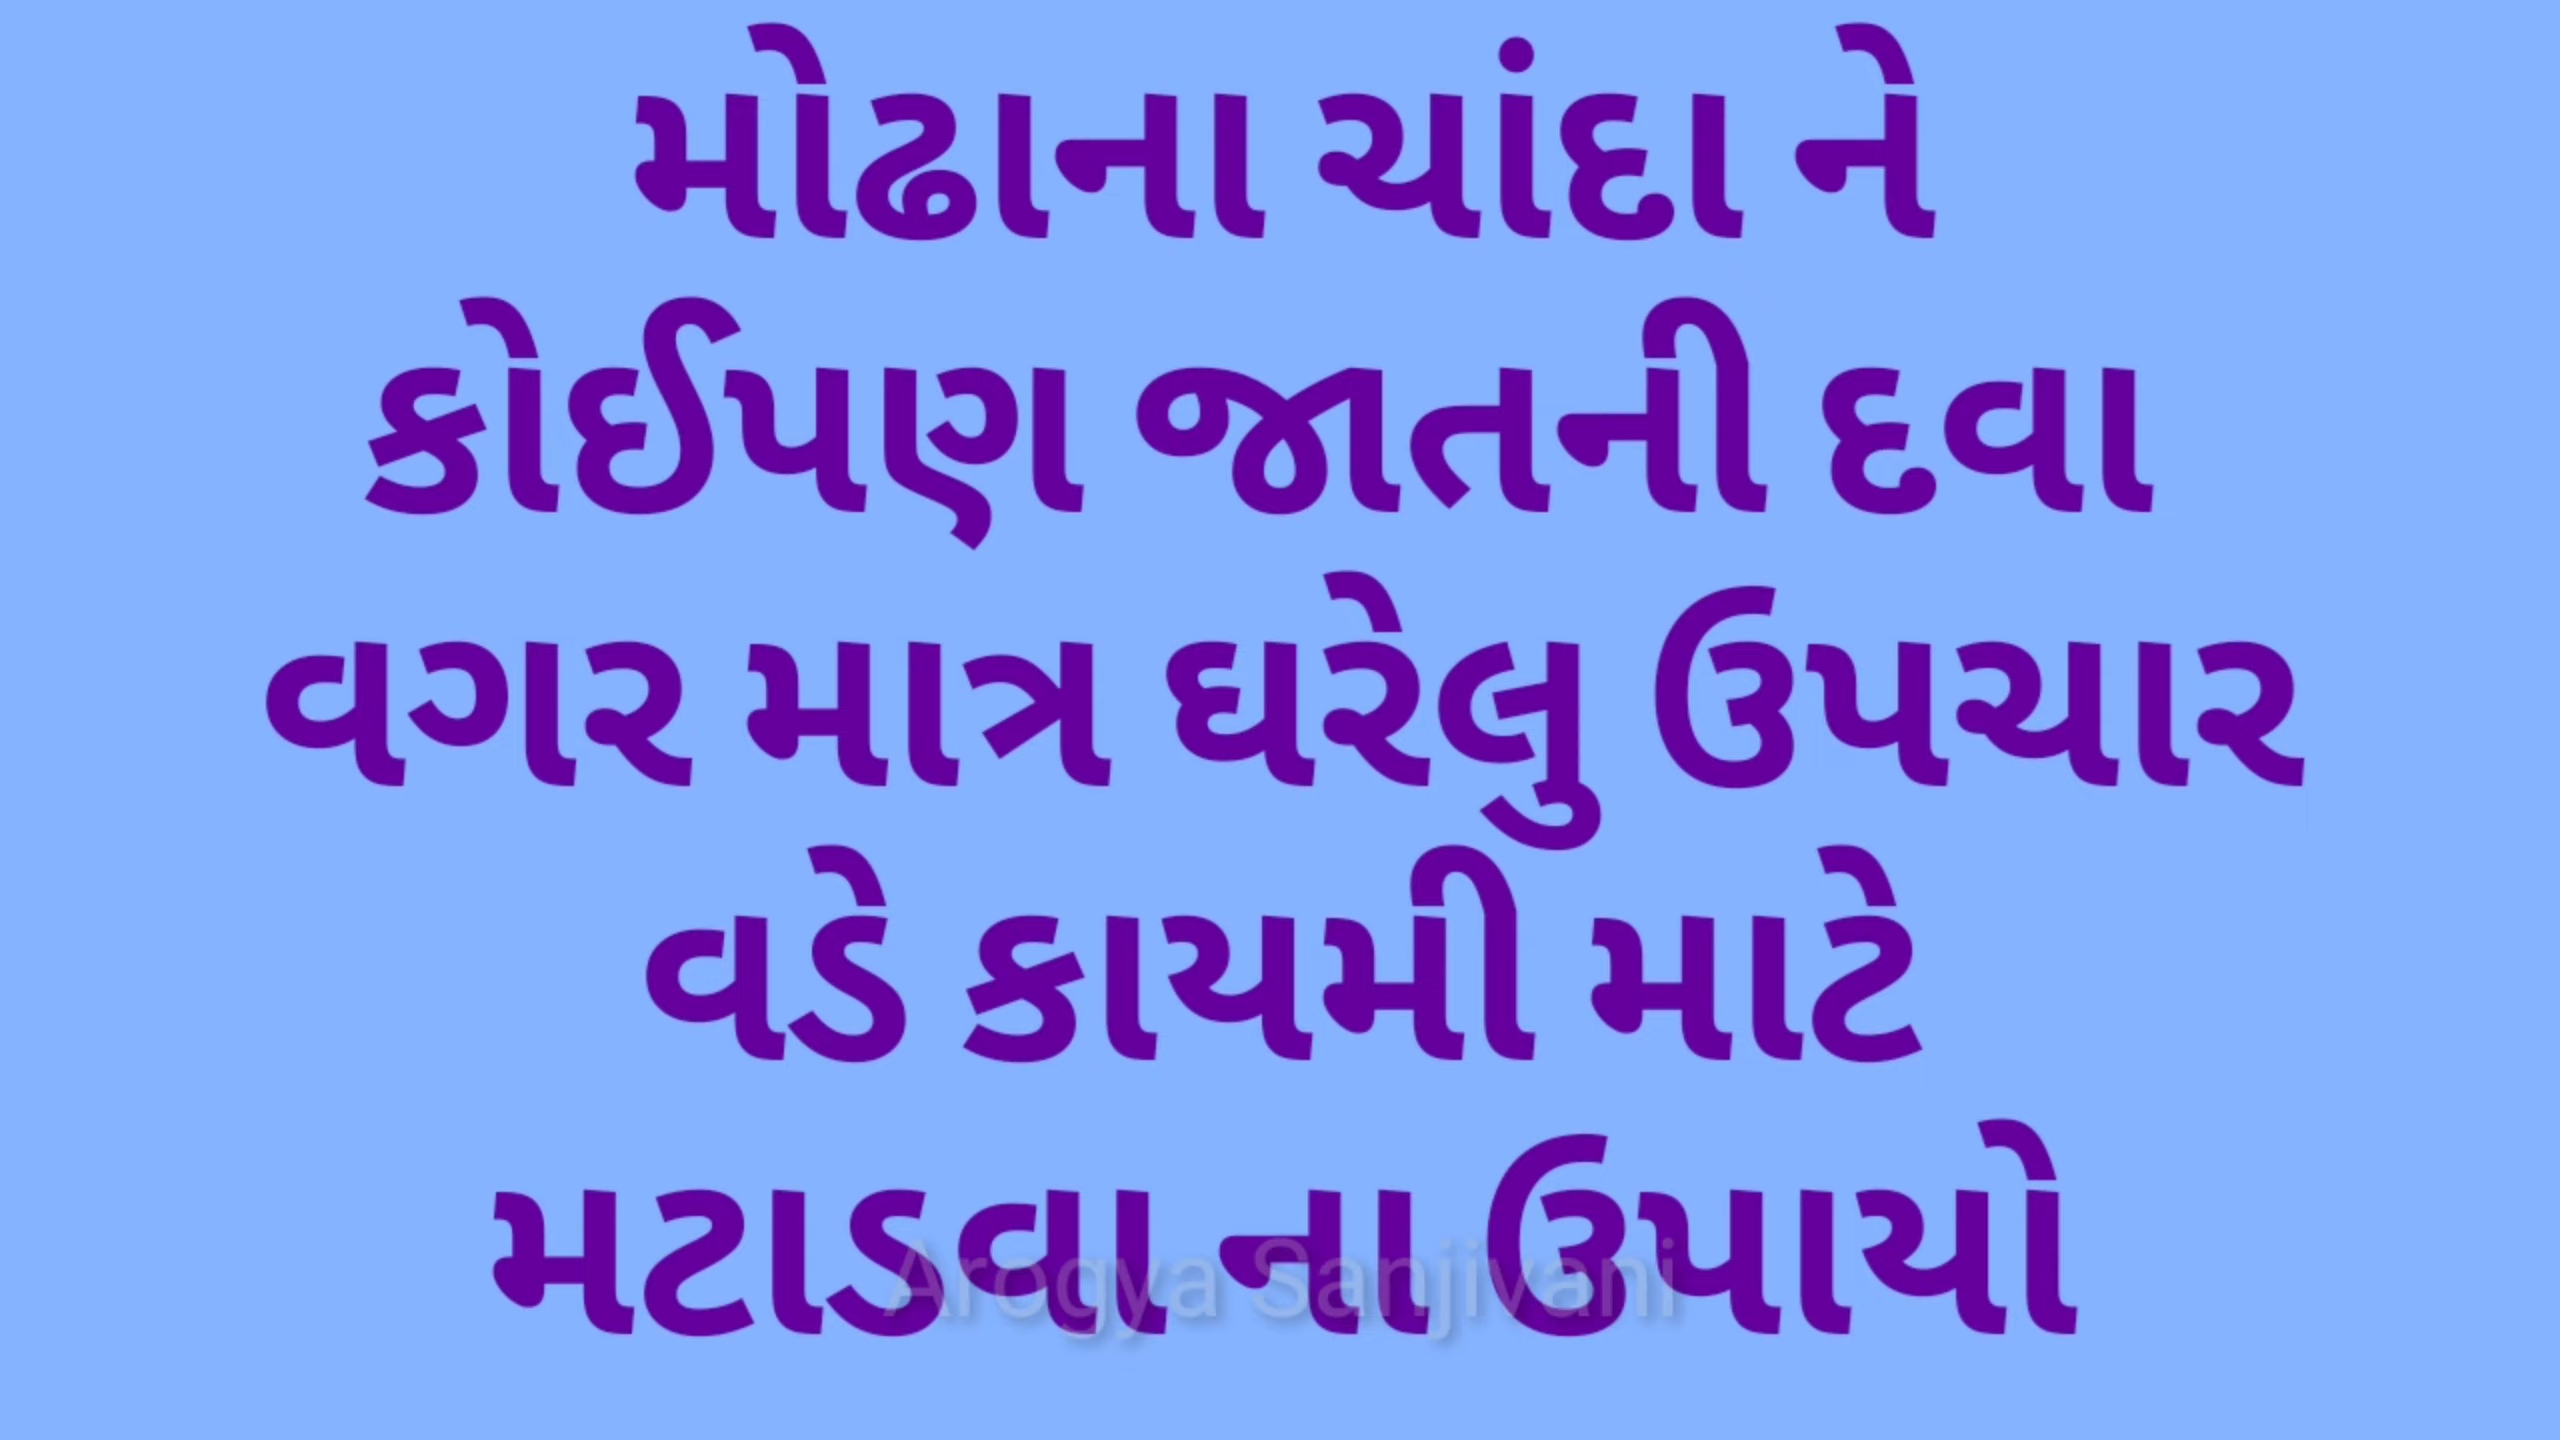 મોઢાના ચાંદા ને
કોઈપણ જાતની દવા
વગર માત્ર ઘરેલુ ઉપચાર
વડે કાયમી માટે
મટાડવા ના ઉપાયો
Arogya Sanjivani